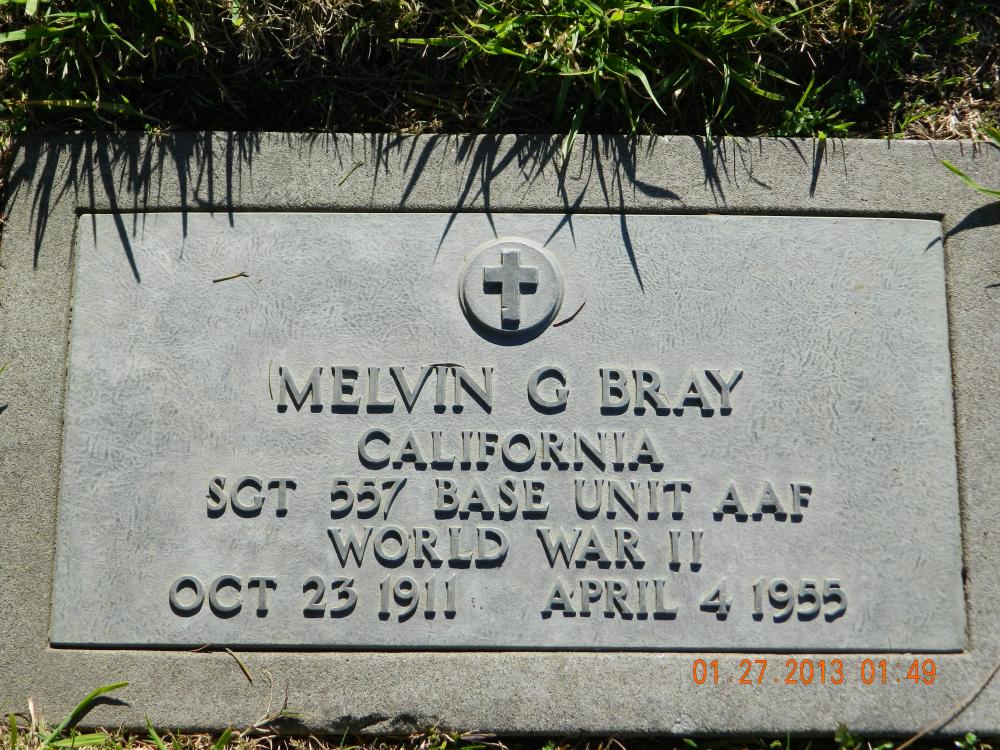 MELVIN G BRAY
CALIFORNIA
SGT 557 BASE UNIT AAF
WORLD WAR II
OCT 23 1911 APRIL 4 1955
01.27.2013 01:49